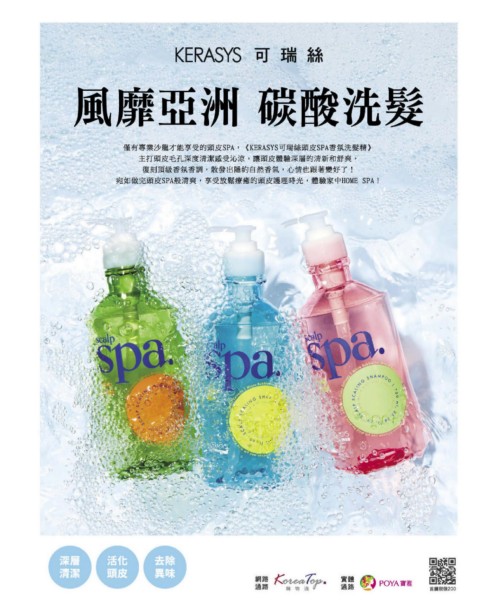 KERASYS 可瑞絲
風靡亞洲 碳酸洗髮
僅有專業沙龍才能享受的頭皮SPA，《KERASYS可瑞絲頭皮SPA香氛洗髮精》
主打頭皮毛孔深度清潔感受沁涼，讓頭皮體驗深層的清新和舒爽，
復刻頂級香氛香調，散發出隱約自然香氣，心情也跟著變好了！
宛如做完頭皮SPA般清爽，享受放鬆療癒的頭皮護理時光，體驗家中HOME SPA！
scalp
spa.
scalp
spa.
scalp
spa.
SCALP SCALING SHAMPOO
深層
清潔
活化
頭皮
去除
異味
網路
通路
KoreaTop.
實體
通路
POYA 寶雅